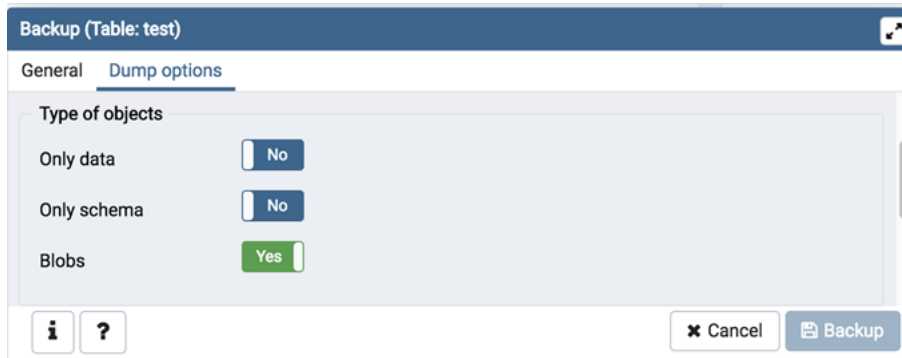 Backup (Table: test)
General Dump options
Type of objects
Only data No
Only schema No
Blobs Yes
i ? Cancel Backup